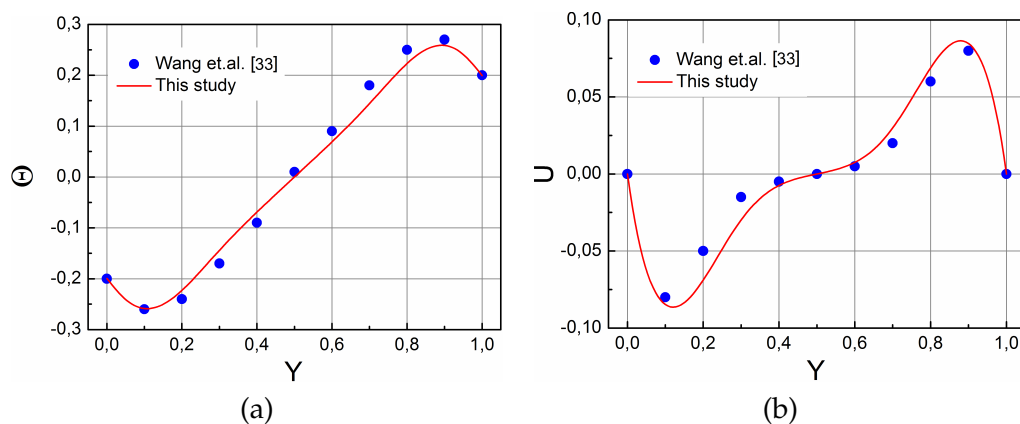 (a)
0,3
0,2
0,1
0,0
-0,1
-0,2
-0,3
Θ
Wang et.al. [33]
This study
0,0 0,2 0,4 0,6 0,8 1,0
Y
(b)
0,10
0,05
0,00
-0,05
-0,10
U
Wang et.al. [33]
This study
0,0 0,2 0,4 0,6 0,8 1,0
Y
(a)
(b)